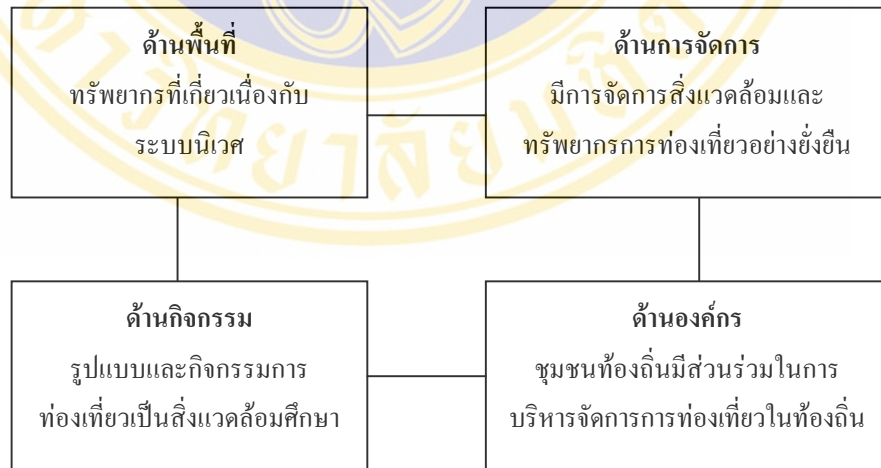 ด้านพื้นที่
ทรัพยากรที่เกี่ยวเนื่องกับ
ระบบนิเวศ
ด้านการจัดการ
มีการจัดการสิ่งแวดล้อมและ
ทรัพยากรการท่องเที่ยวอย่างยั่งยืน
ด้านกิจกรรม
รูปแบบและกิจกรรมการ
ท่องเที่ยวเป็นสิ่งแวดล้อมศึกษา
ด้านองค์กร
ชุมชนท้องถิ่นมีส่วนร่วมในการ
บริหารจัดการการท่องเที่ยวในท้องถิ่น